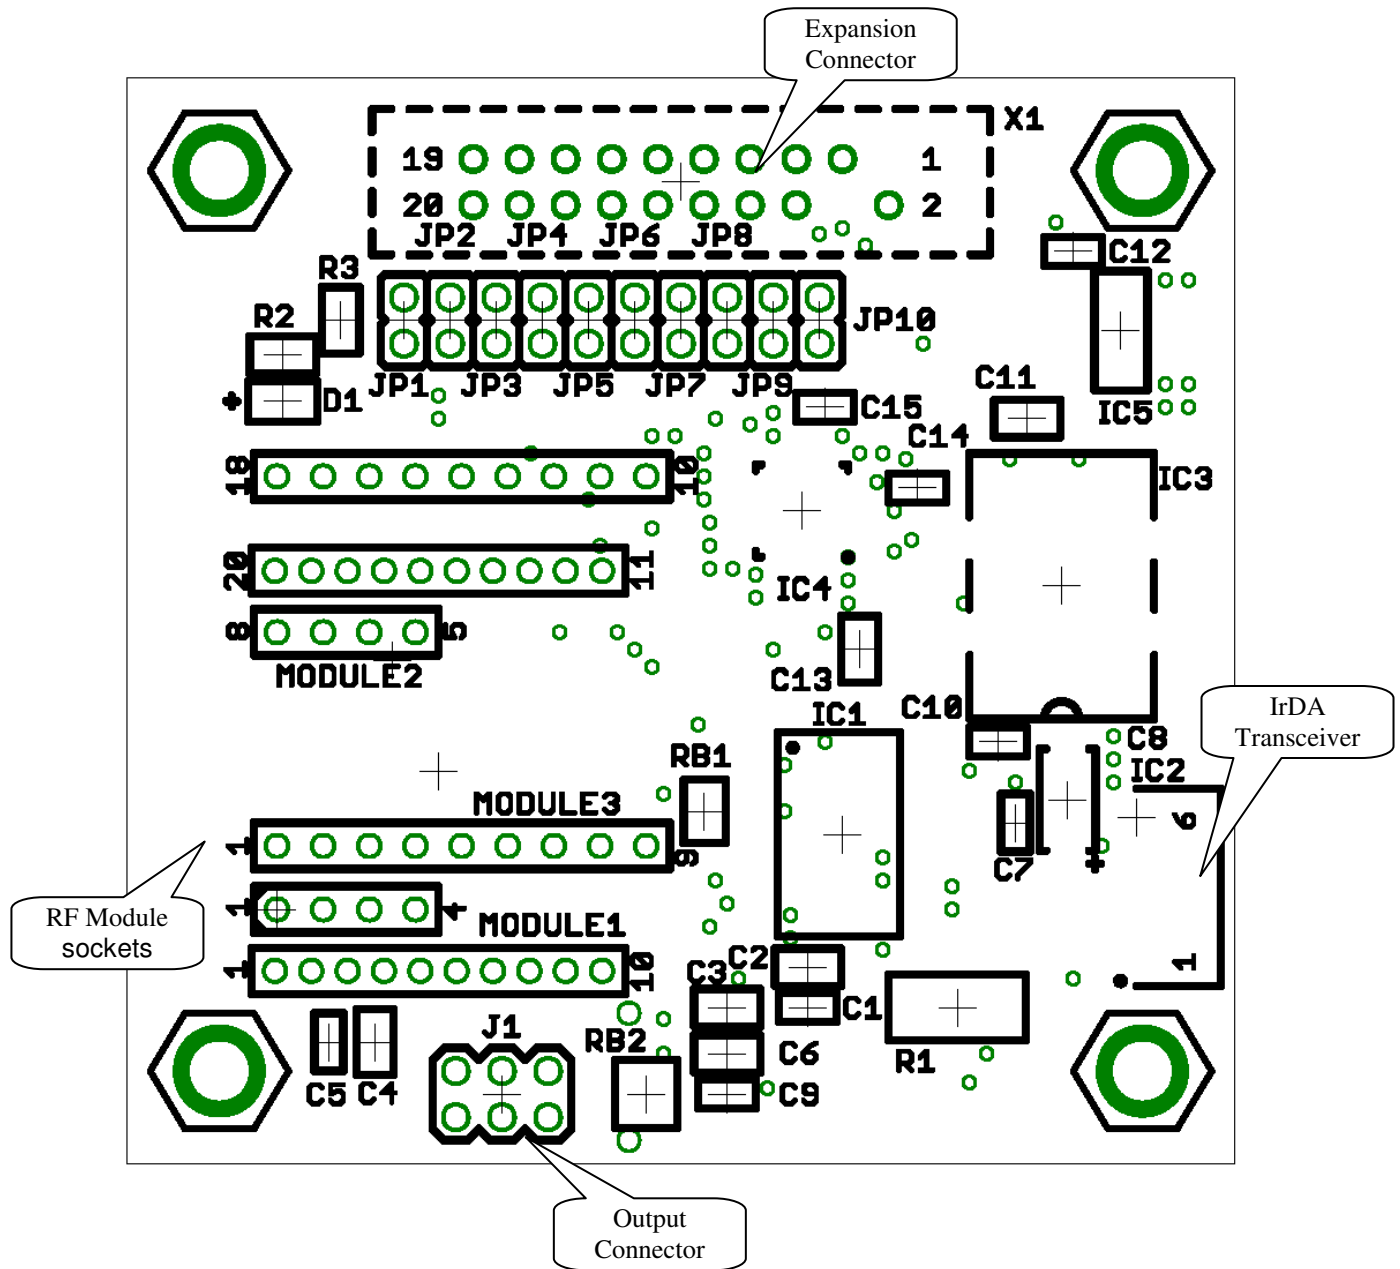 Expansion
Connector
X1
19
1
20
2
JP2
JP4
JP6
JP8
C12
R3
R2
JP10
JP1
JP3
JP5
JP7
JP9
C11
IC5
+
D1
C15
C14
18
10
IC3
20
11
IC4
8
5
MODULE2
C13
C10
IC1
IrDA
Transceiver
C8
IC2
RB1
MODULE3
6
1
9
C7
+
RF Module
sockets
1
4
MODULE1
1
10
C2
C3
1
C1
J1
RB2
C6
R1
C5
C4
C9
Output
Connector